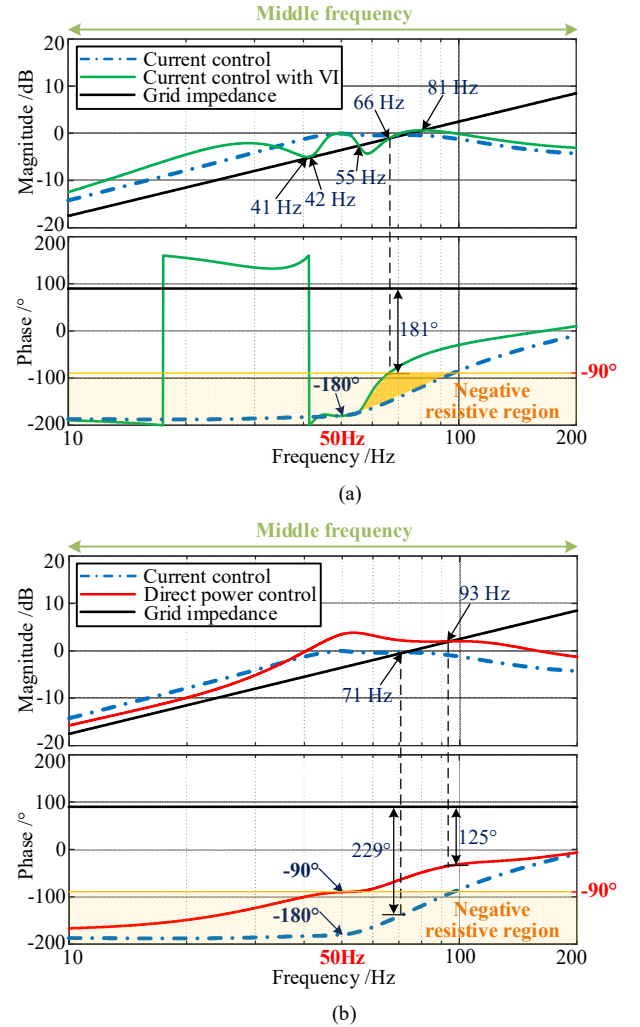 Middle frequency
20
10
0
-10
-20
Magnitude /dB
Current control
Current control with VI
Grid impedance
66 Hz
81 Hz
41 Hz
42 Hz
55 Hz
200
100
0
-100
-200
Phase /°
181°
-180°
-90°
Negative
resistive region
10
50Hz
100
200
Frequency /Hz
(a)
Middle frequency
20
10
0
-10
-20
Magnitude /dB
Current control
Direct power control
Grid impedance
93 Hz
71 Hz
200
100
0
-100
-200
Phase /°
229°
125°
-90°
-180°
-90°
Negative
resistive region
10
50Hz
100
200
Frequency /Hz
(b)